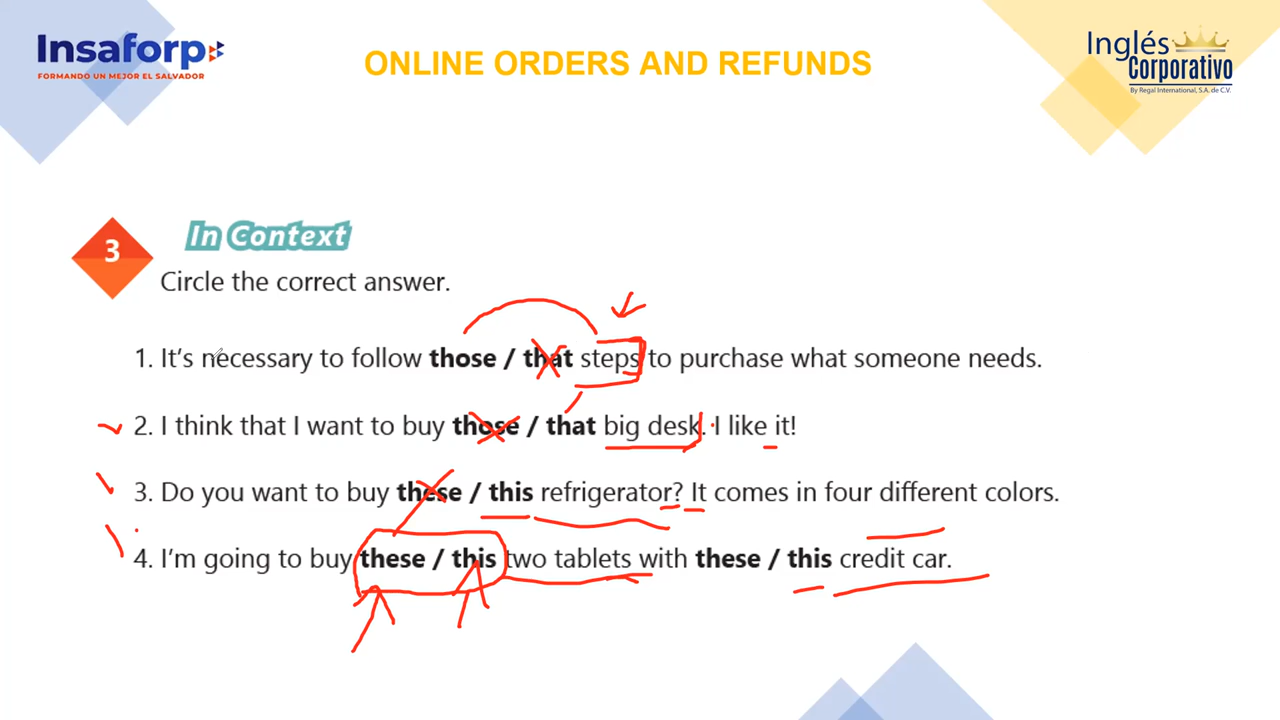 Insaforp
FORMANDO UN MEJOR EL SALVADOR
ONLINE ORDERS AND REFUNDS
Inglés
Corporativo
By Regal International, S.A. de C.V.
3
In Context
Circle the correct answer.
1. It's necessary to follow those / that steps to purchase what someone needs.
2. I think that I want to buy those / that big desk. I like it!
3. Do you want to buy these / this refrigerator? It comes in four different colors.
4. I'm going to buy these / this two tablets with these / this credit car.